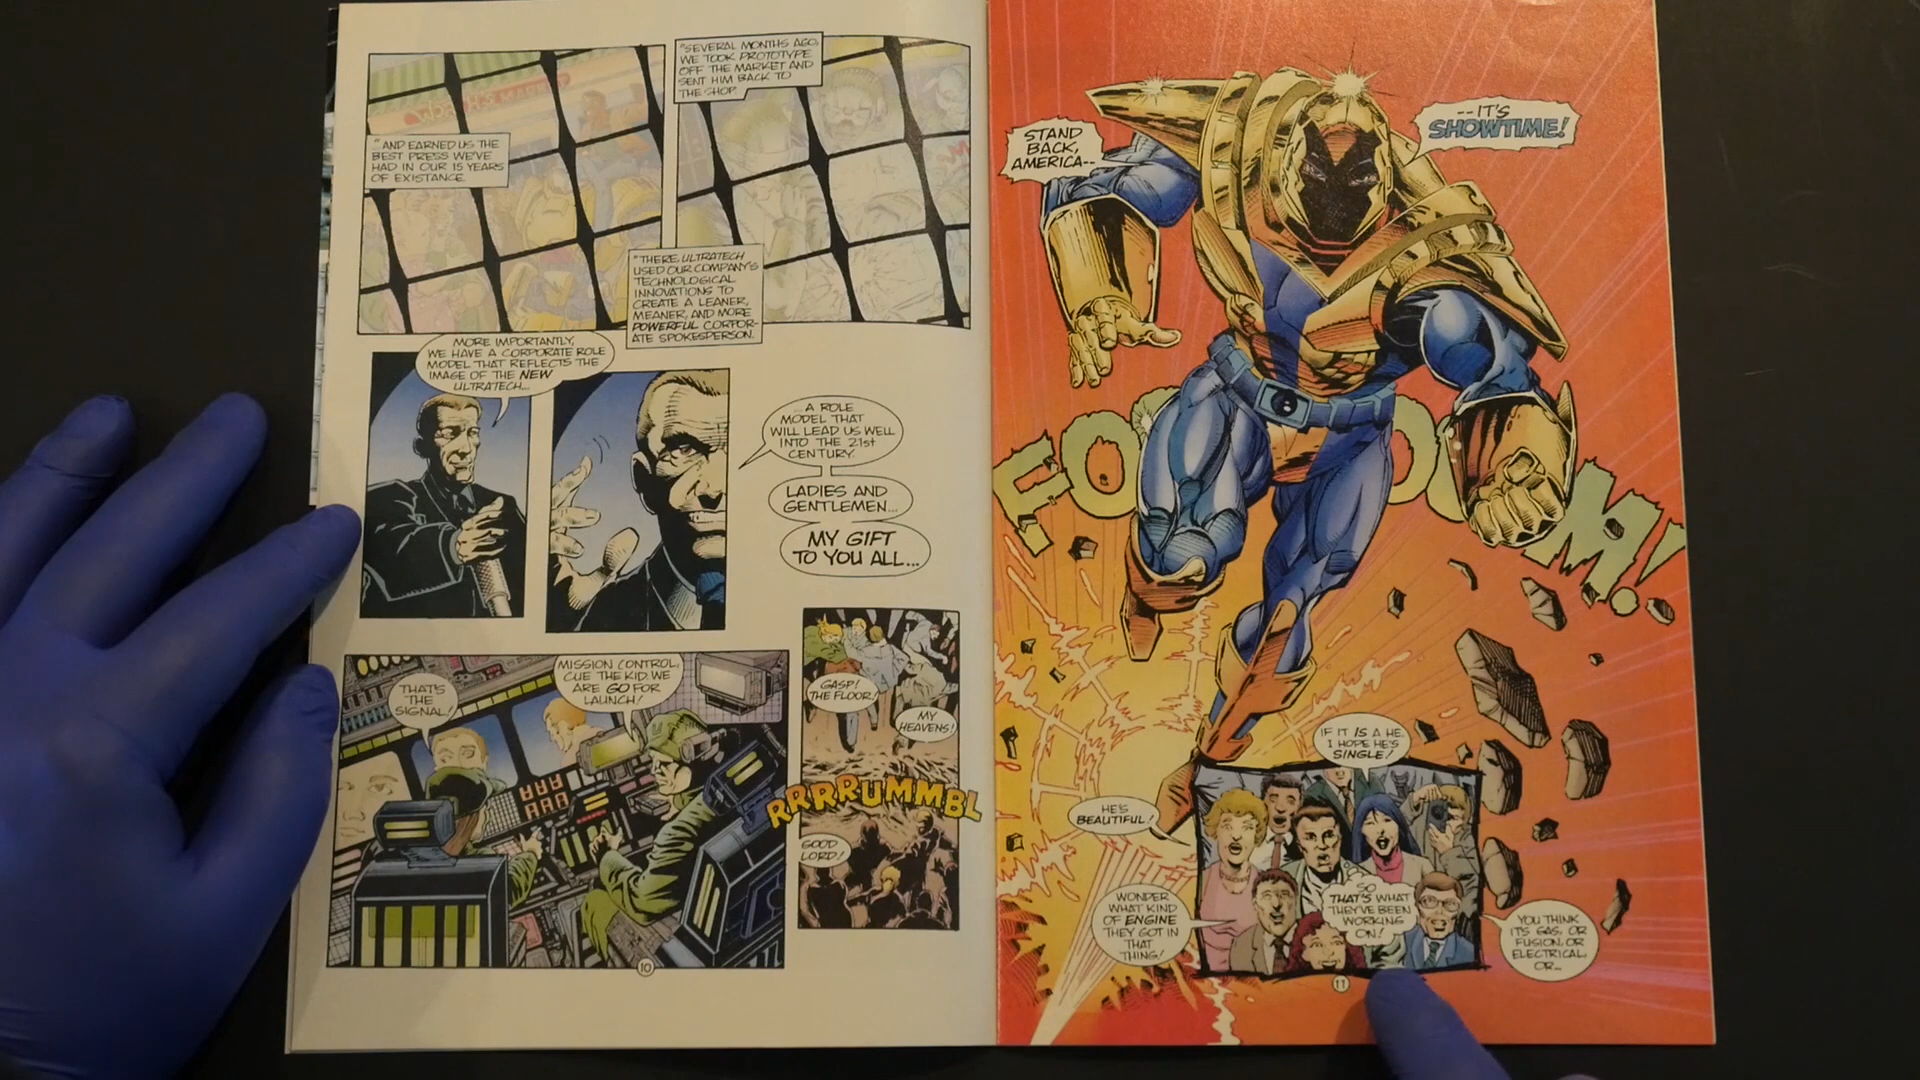 "...AND EARNED US THE
BEST PRESS WE'VE
HAD IN OUR 15 YEARS
OF EXISTANCE.
"SEVERAL MONTHS AGO,
WE TOOK PROTOTYPE
OFF THE MARKET AND
SENT HIM BACK TO
THE SHOP.
"THERE ULTRATECH
USED OUR COMPANY'S
TECHNOLOGICAL
INNOVATIONS TO
CREATE A LEANER,
MEANER, AND MORE
POWERFUL CORPOR-
ATE SPOKESPERSON.
MORE IMPORTANTLY,
WE HAVE A CORPORATE ROLE
MODEL THAT REFLECTS THE
IMAGE OF THE NEW
ULTRATECH...
...A ROLE
MODEL THAT
WILL LEAD US WELL
INTO THE 21st
CENTURY.
LADIES AND
GENTLEMEN...
MY GIFT
TO YOU ALL...
THAT'S
THE
SIGNAL!
MISSION CONTROL,
CUE THE KID. WE
ARE GO FOR
LAUNCH!
GASP!
THE FLOOR!
MY
HEAVENS!
RRRRRUMMBL
GOOD
LORD!
10
STAND
BACK,
AMERICA--
--IT'S
SHOWTIME!
FOOOOOM!
IF IT IS A HE,
I HOPE HE'S
SINGLE!
HE'S
BEAUTIFUL!
WONDER
WHAT KIND
OF ENGINE
THEY GOT IN
THAT
THING!
SO
THAT'S WHAT
THEY'VE BEEN
WORKING
ON!
YOU THINK
IT'S GAS, OR
FUSION, OR
ELECTRICAL,
OR...
11